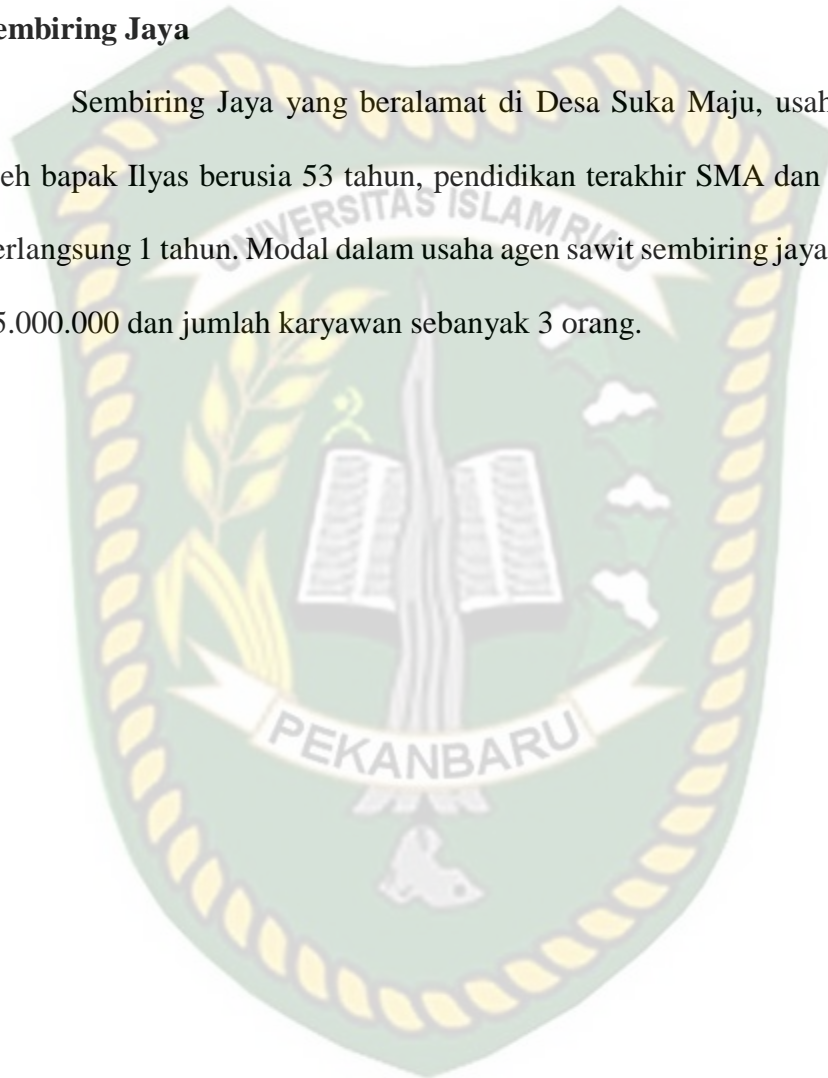 embiring Jaya
Sembiring Jaya yang beralamat di Desa Suka Maju, usah
eh bapak Ilyas berusia 53 tahun, pendidikan terakhir SMA dan
UNIVERSITAS ISLAM RIAU
erlangsung 1 tahun. Modal dalam usaha agen sawit sembiring jaya
5.000.000 dan jumlah karyawan sebanyak 3 orang.
PEKANBARU